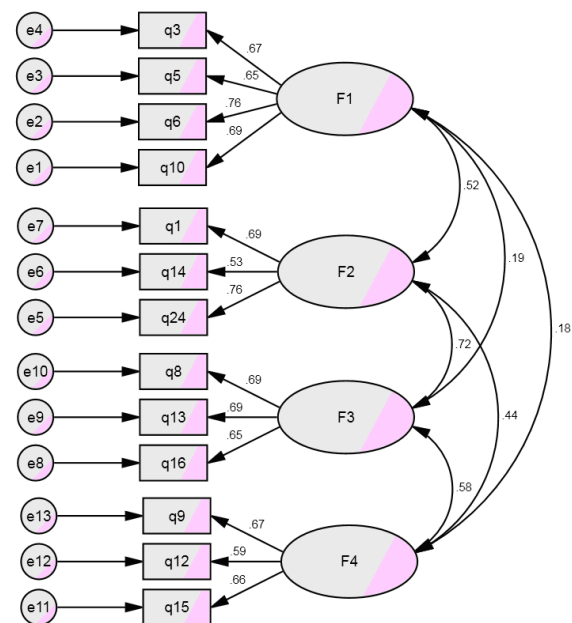 e4 q3 .67
e3 q5 .65
F1
e2 q6 .76
e1 q10 .69
.52
e7 q1 .69
.19
e6 q14 .53 F2
e5 q24 .76
.18
e10 q8 .69
.72
e9 q13 .69 F3
.44
e8 q16 .65
.58
e13 q9 .67
e12 q12 .59 F4
.66
e11 q15